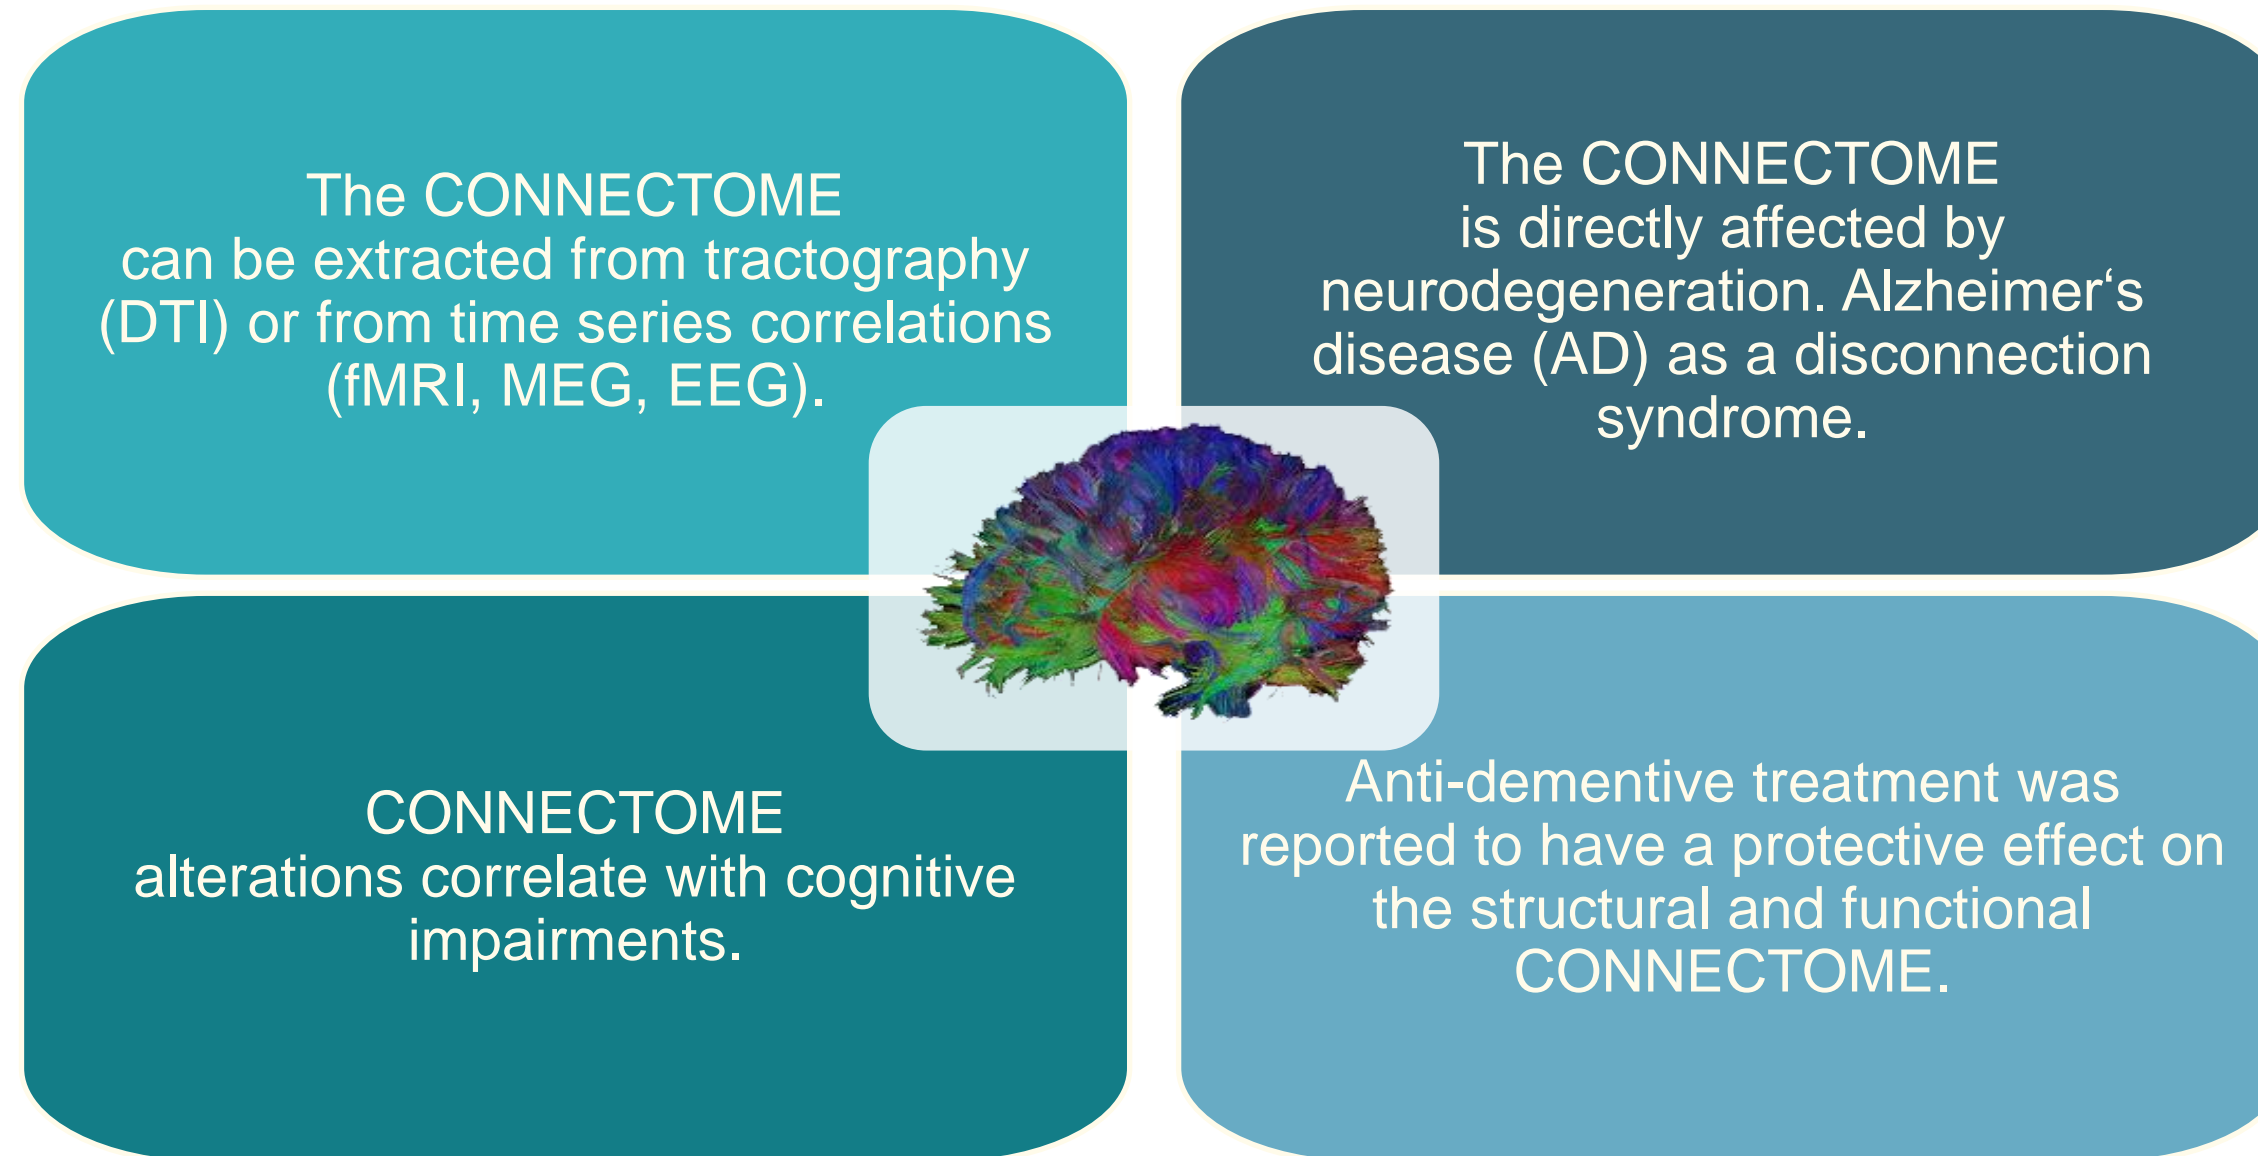 The CONNECTOME
can be extracted from tractography
(DTI) or from time series correlations
(fMRI, MEG, EEG).
The CONNECTOME
is directly affected by
neurodegeneration. Alzheimer‘s
disease (AD) as a disconnection
syndrome.
CONNECTOME
alterations correlate with cognitive
impairments.
Anti-dementive treatment was
reported to have a protective effect on
the structural and functional
CONNECTOME.